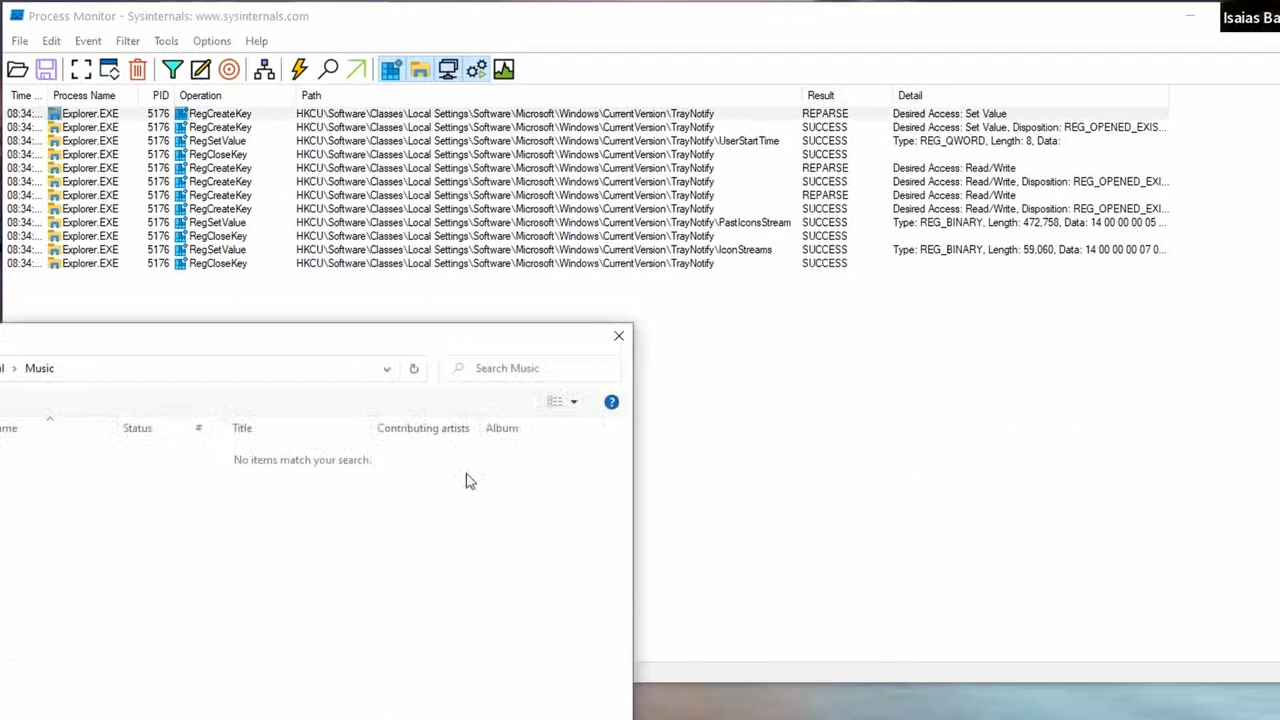 Process Monitor - Sysinternals: www.sysinternals.com
Isaias Ba
File Edit Event Filter Tools Options Help
Time ... Process Name PID Operation Path Result Detail
08:34:... Explorer.EXE 5176 RegCreateKey HKCU\Software\Classes\Local Settings\Software\Microsoft\Windows\CurrentVersion\TrayNotify REPARSE Desired Access: Set Value
08:34:... Explorer.EXE 5176 RegCreateKey HKCU\Software\Classes\Local Settings\Software\Microsoft\Windows\CurrentVersion\TrayNotify SUCCESS Desired Access: Set Value, Disposition: REG_OPENED_EXIS...
08:34:... Explorer.EXE 5176 RegSetValue HKCU\Software\Classes\Local Settings\Software\Microsoft\Windows\CurrentVersion\TrayNotify\UserStartTime SUCCESS Type: REG_QWORD, Length: 8, Data:
08:34:... Explorer.EXE 5176 RegCloseKey HKCU\Software\Classes\Local Settings\Software\Microsoft\Windows\CurrentVersion\TrayNotify SUCCESS
08:34:... Explorer.EXE 5176 RegCreateKey HKCU\Software\Classes\Local Settings\Software\Microsoft\Windows\CurrentVersion\TrayNotify REPARSE Desired Access: Read/Write
08:34:... Explorer.EXE 5176 RegCreateKey HKCU\Software\Classes\Local Settings\Software\Microsoft\Windows\CurrentVersion\TrayNotify SUCCESS Desired Access: Read/Write, Disposition: REG_OPENED_EXI...
08:34:... Explorer.EXE 5176 RegCreateKey HKCU\Software\Classes\Local Settings\Software\Microsoft\Windows\CurrentVersion\TrayNotify REPARSE Desired Access: Read/Write
08:34:... Explorer.EXE 5176 RegCreateKey HKCU\Software\Classes\Local Settings\Software\Microsoft\Windows\CurrentVersion\TrayNotify SUCCESS Desired Access: Read/Write, Disposition: REG_OPENED_EXI...
08:34:... Explorer.EXE 5176 RegSetValue HKCU\Software\Classes\Local Settings\Software\Microsoft\Windows\CurrentVersion\TrayNotify\PastIconsStream SUCCESS Type: REG_BINARY, Length: 472,758, Data: 14 00 00 00 05 ...
08:34:... Explorer.EXE 5176 RegCloseKey HKCU\Software\Classes\Local Settings\Software\Microsoft\Windows\CurrentVersion\TrayNotify SUCCESS
08:34:... Explorer.EXE 5176 RegSetValue HKCU\Software\Classes\Local Settings\Software\Microsoft\Windows\CurrentVersion\TrayNotify\IconStreams SUCCESS Type: REG_BINARY, Length: 59,060, Data: 14 00 00 00 07 0...
08:34:... Explorer.EXE 5176 RegCloseKey HKCU\Software\Classes\Local Settings\Software\Microsoft\Windows\CurrentVersion\TrayNotify SUCCESS
l > Music Search Music
ame Status # Title Contributing artists Album
No items match your search.